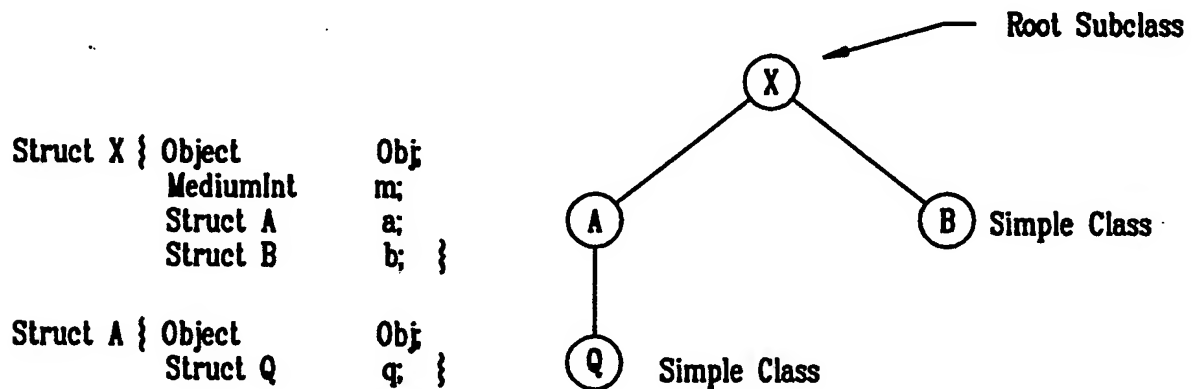 Root Subclass
X
Struct X { Object Obj;
MediumInt m;
Struct A a;
Struct B b; }
A
B Simple Class
Struct A { Object Obj;
Struct Q q; }
Q Simple Class